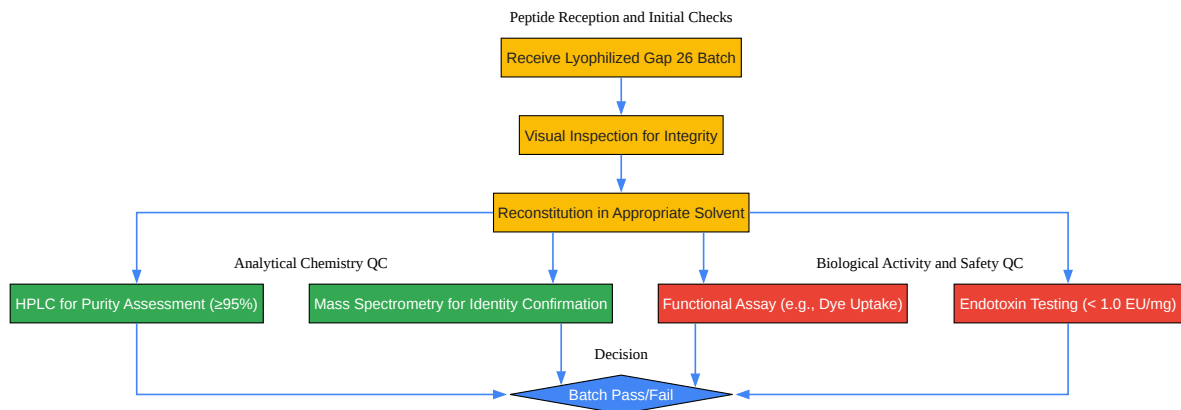 Peptide Reception and Initial Checks
Receive Lyophilized Gap 26 Batch
Visual Inspection for Integrity
Reconstitution in Appropriate Solvent
Analytical Chemistry QC
Biological Activity and Safety QC
HPLC for Purity Assessment (≥95%)
Mass Spectrometry for Identity Confirmation
Functional Assay (e.g., Dye Uptake)
Endotoxin Testing (< 1.0 EU/mg)
Decision
Batch Pass/Fail